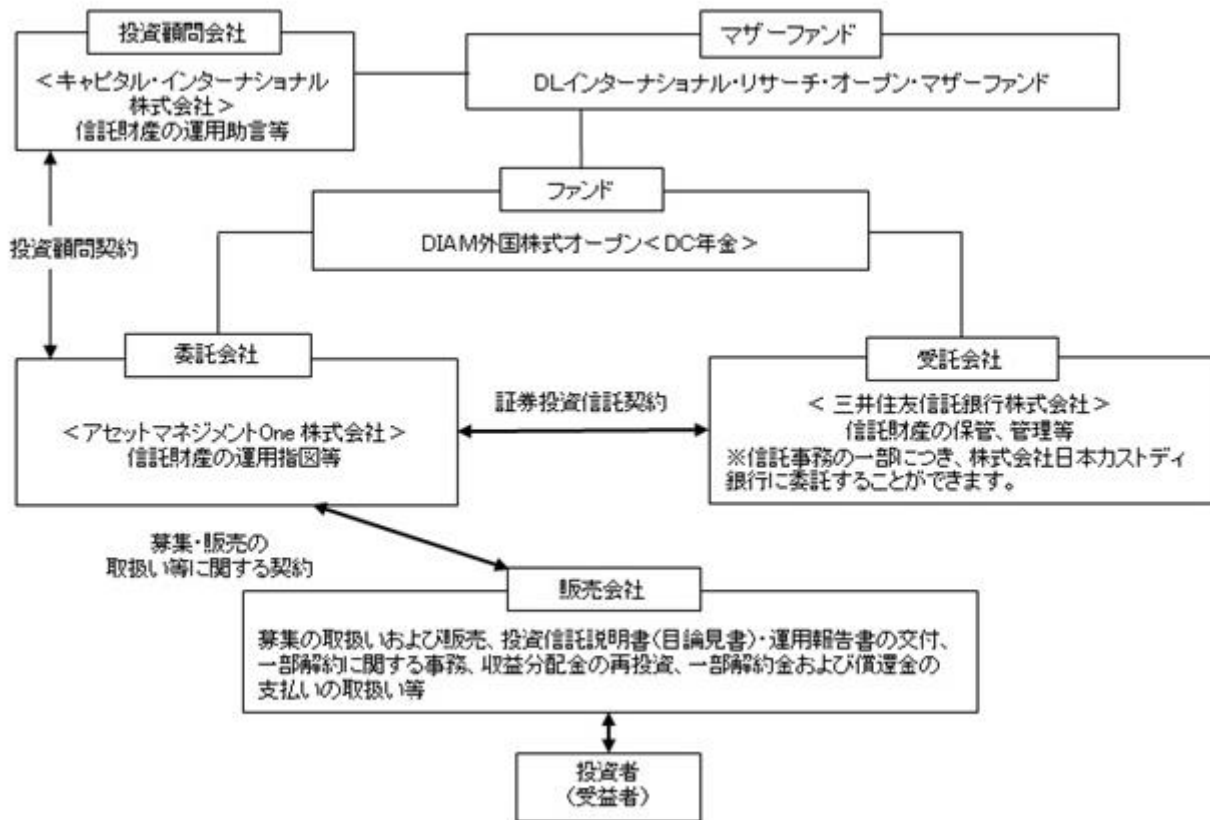 投資顧問会社
<キャピタル・インターナショナル
株式会社>
信託財産の運用助言等
マザーファンド
DLインターナショナル・リサーチ・オープン・マザーファンド
ファンド
DIAM外国株式オープン<DC年金>
投資顧問契約
委託会社
<アセットマネジメントOne 株式会社>
信託財産の運用指図等
証券投資信託契約
受託会社
< 三井住友信託銀行株式会社>
信託財産の保管、管理等
※信託事務の一部につき、株式会社日本カストディ
銀行に委託することができます。
募集・販売の
取扱い等に関する契約
販売会社
募集の取扱いおよび販売、投資信託説明書(目論見書)・運用報告書の交付、
一部解約に関する事務、収益分配金の再投資、一部解約金および償還金の
支払いの取扱い等
投資者
(受益者)